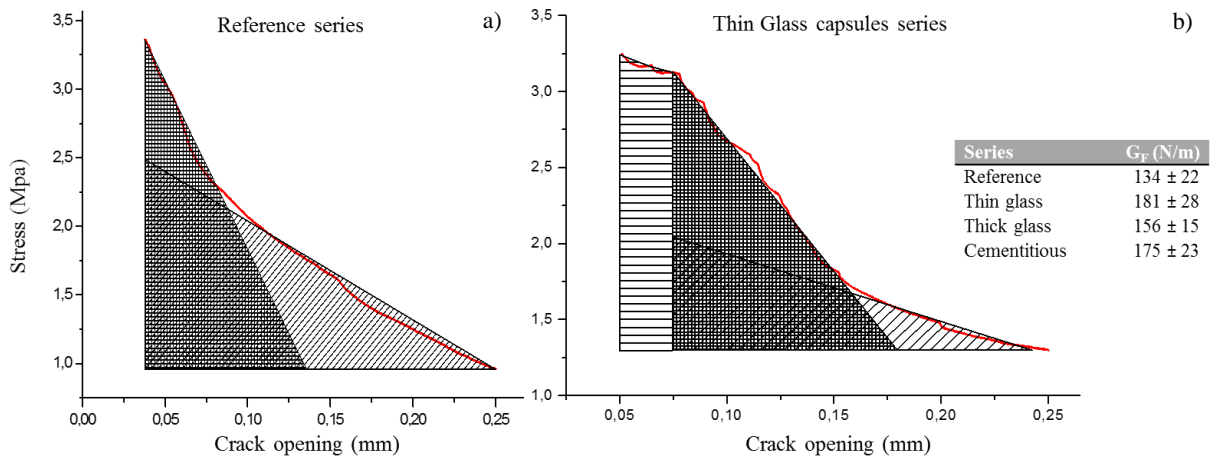 Reference series
a)
3,5
3,0
2,5
2,0
1,5
1,0
Stress (Mpa)
0,00 0,05 0,10 0,15 0,20 0,25
Crack opening (mm)
Thin Glass capsules series
b)
3,5
3,0
2,5
2,0
1,5
1,0
0,05 0,10 0,15 0,20 0,25
Crack opening (mm)
Series G_F (N/m)
Reference 134 ± 22
Thin glass 181 ± 28
Thick glass 156 ± 15
Cementitious 175 ± 23